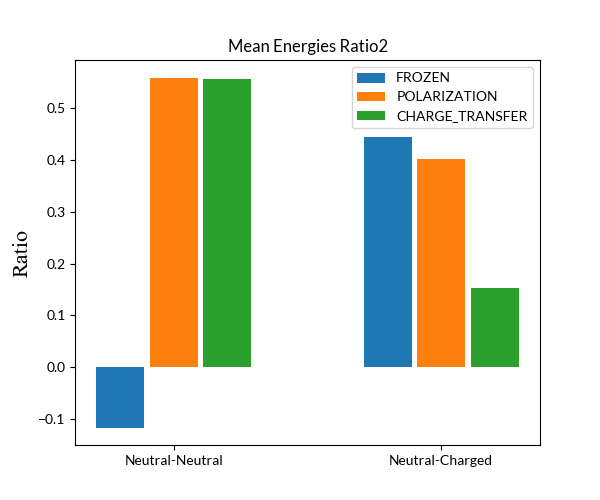 Mean Energies Ratio2
FROZEN
POLARIZATION
CHARGE_TRANSFER
Ratio
0.5
0.4
0.3
0.2
0.1
0.0
−0.1
Neutral-Neutral
Neutral-Charged